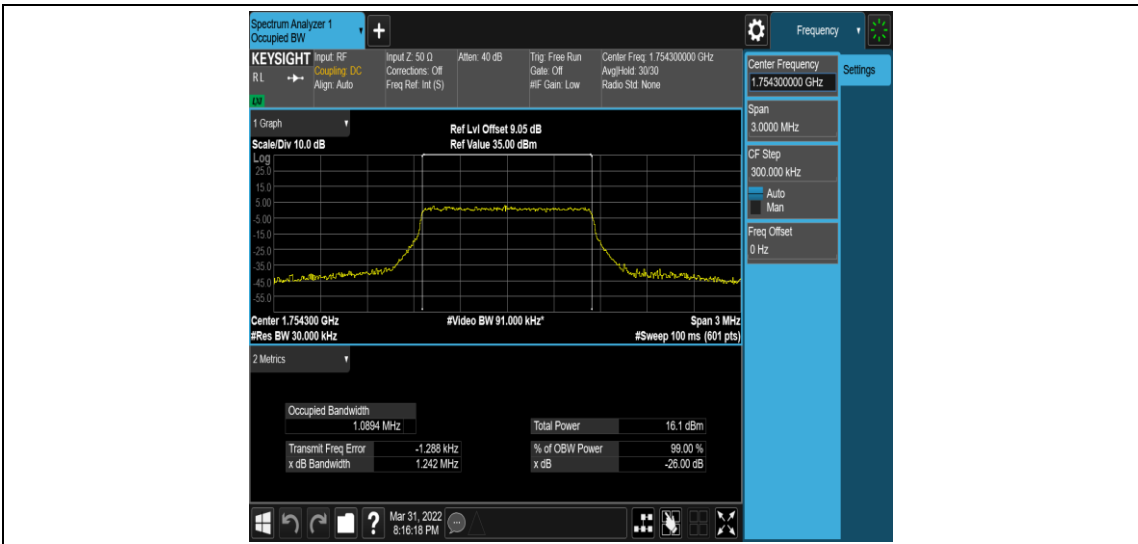 Spectrum Analyzer 1
Occupied BW
+
Frequency
KEYSIGHT
R L
LXI
Input: RF
Coupling: DC
Align: Auto
Input Z: 50 Ω
Corrections: Off
Freq Ref: Int (S)
Atten: 40 dB
Trig: Free Run
Gate: Off
#IF Gain: Low
Center Freq: 1.754300000 GHz
Avg|Hold: 30/30
Radio Std: None
1 Graph
Scale/Div 10.0 dB
Ref Lvl Offset 9.05 dB
Ref Value 35.00 dBm
Log
25.0
15.0
5.00
-5.00
-15.0
-25.0
-35.0
-45.0
-55.0
Center 1.754300 GHz
#Res BW 30.000 kHz
#Video BW 91.000 kHz*
Span 3 MHz
#Sweep 100 ms (601 pts)
2 Metrics
Occupied Bandwidth
1.0894 MHz
Total Power 16.1 dBm
Transmit Freq Error -1.288 kHz
% of OBW Power 99.00 %
x dB Bandwidth 1.242 MHz
x dB -26.00 dB
Center Frequency
1.754300000 GHz
Settings
Span
3.0000 MHz
CF Step
300.000 kHz
Auto
Man
Freq Offset
0 Hz
?
Mar 31, 2022
8:16:18 PM